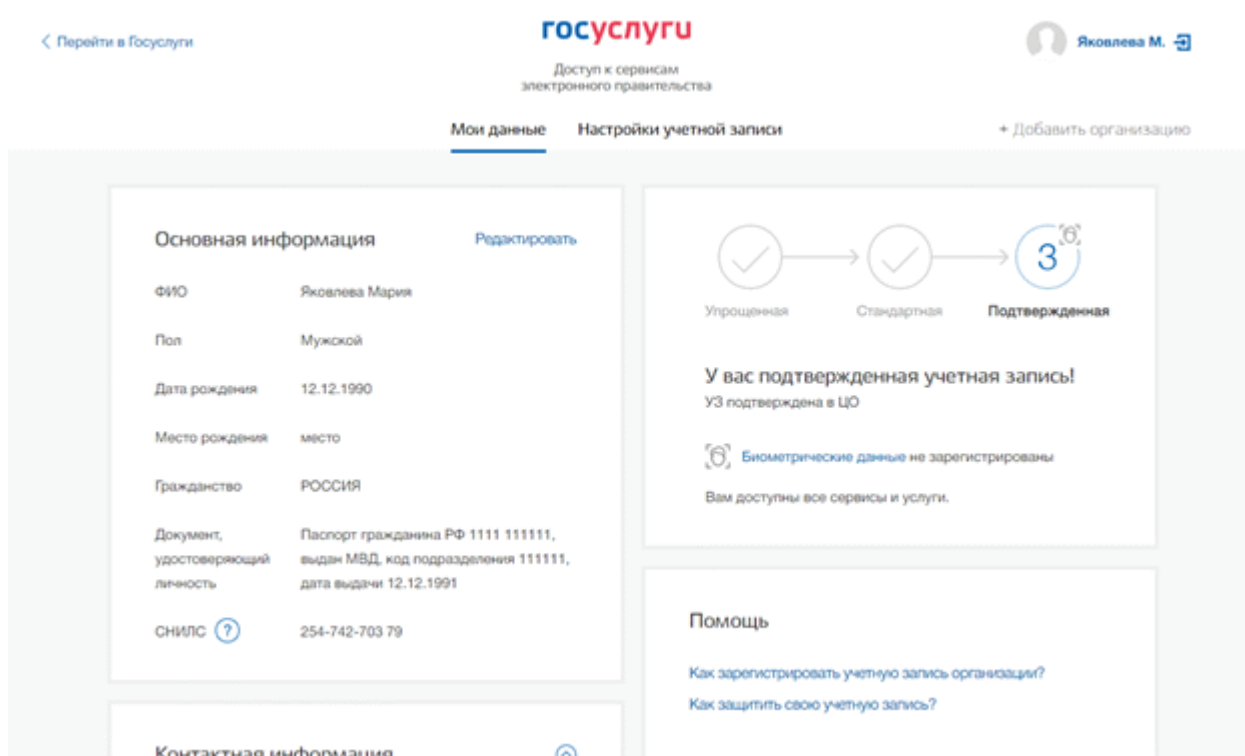 Перейти в Госуслуги
госуслуги
Яковлева М.
Доступ к сервисам
электронного правительства
Мои данные
Настройки учетной записи
+ Добавить организацию
Основная информация
Редактировать
ФИО
Яковлева Мария
Пол
Мужской
Дата рождения
12.12.1990
Место рождения
место
Гражданство
РОССИЯ
Документ,
удостоверяющий
личность
Паспорт гражданина РФ 1111 111111,
выдан МВД, код подразделения 111111,
дата выдачи 12.12.1991
СНИЛС ?
254-742-703 79
Контактная информация
3
Упрощенная
Стандартная
Подтвержденная
У вас подтвержденная учетная запись!
УЗ подтверждена в ЦО
Биометрические данные не зарегистрированы
Вам доступны все сервисы и услуги.
Помощь
Как зарегистрировать учетную запись организации?
Как защитить свою учетную запись?